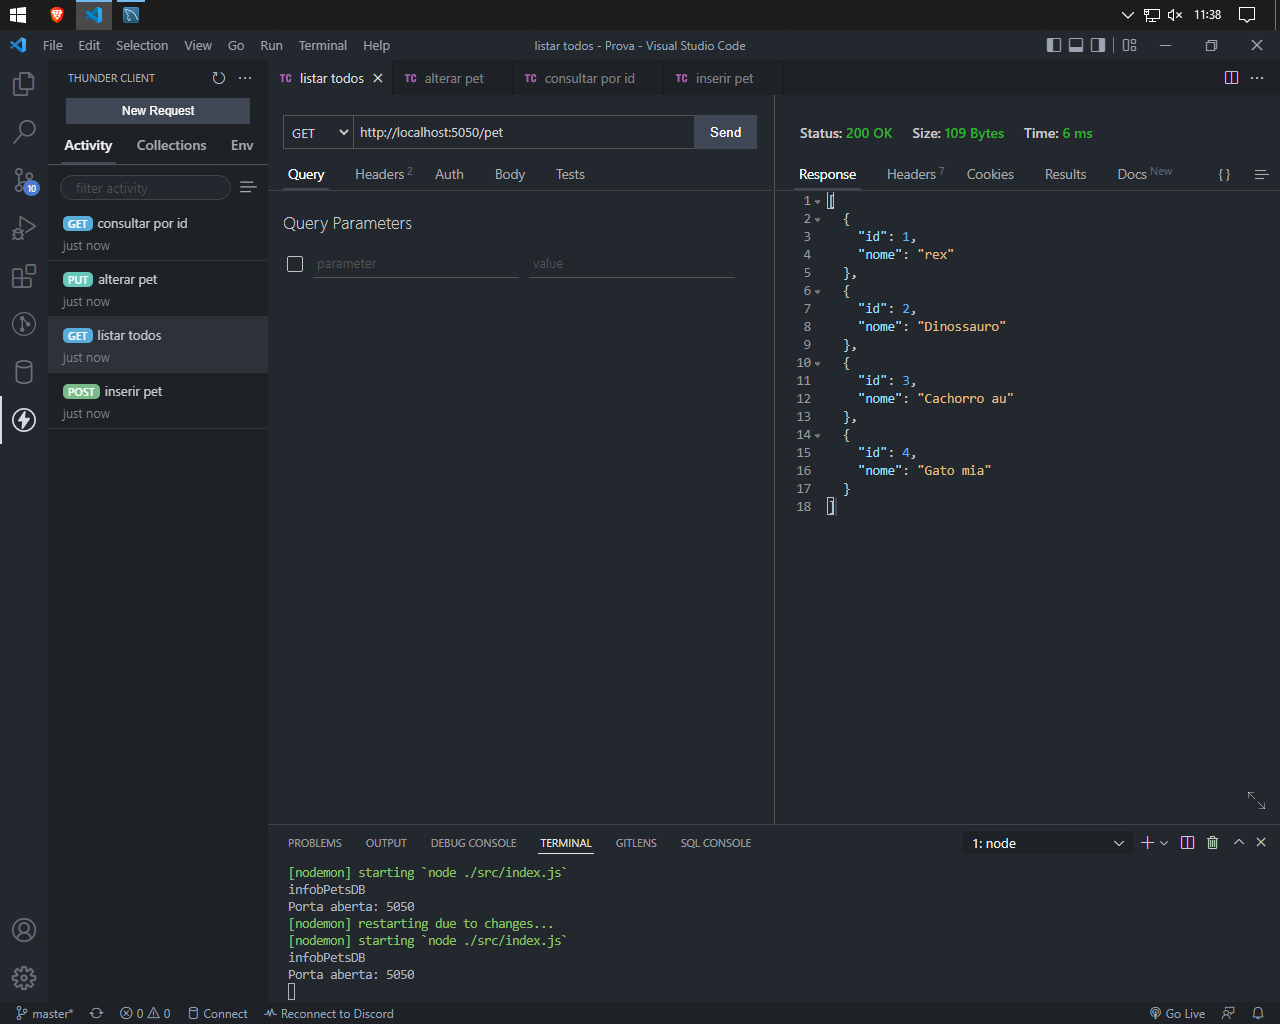 11:38
File Edit Selection View Go Run Terminal Help
listar todos - Prova - Visual Studio Code
THUNDER CLIENT
New Request
Activity Collections Env
filter activity
GET consultar por id
just now
PUT alterar pet
just now
GET listar todos
just now
POST inserir pet
just now
10
TC listar todos
TC alterar pet
TC consultar por id
TC inserir pet
GET http://localhost:5050/pet Send
Query Headers 2 Auth Body Tests
Query Parameters
parameter value
Status: 200 OK Size: 109 Bytes Time: 6 ms
Response Headers 7 Cookies Results Docs New {}
1 [
2 {
3 "id": 1,
4 "nome": "rex"
5 },
6 {
7 "id": 2,
8 "nome": "Dinossauro"
9 },
10 {
11 "id": 3,
12 "nome": "Cachorro au"
13 },
14 {
15 "id": 4,
16 "nome": "Gato mia"
17 }
18 ]
PROBLEMS OUTPUT DEBUG CONSOLE TERMINAL GITLENS SQL CONSOLE
1: node
[nodemon] starting `node ./src/index.js`
infobPetsDB
Porta aberta: 5050
[nodemon] restarting due to changes...
[nodemon] starting `node ./src/index.js`
infobPetsDB
Porta aberta: 5050
master* 0 0 Connect Reconnect to Discord Go Live